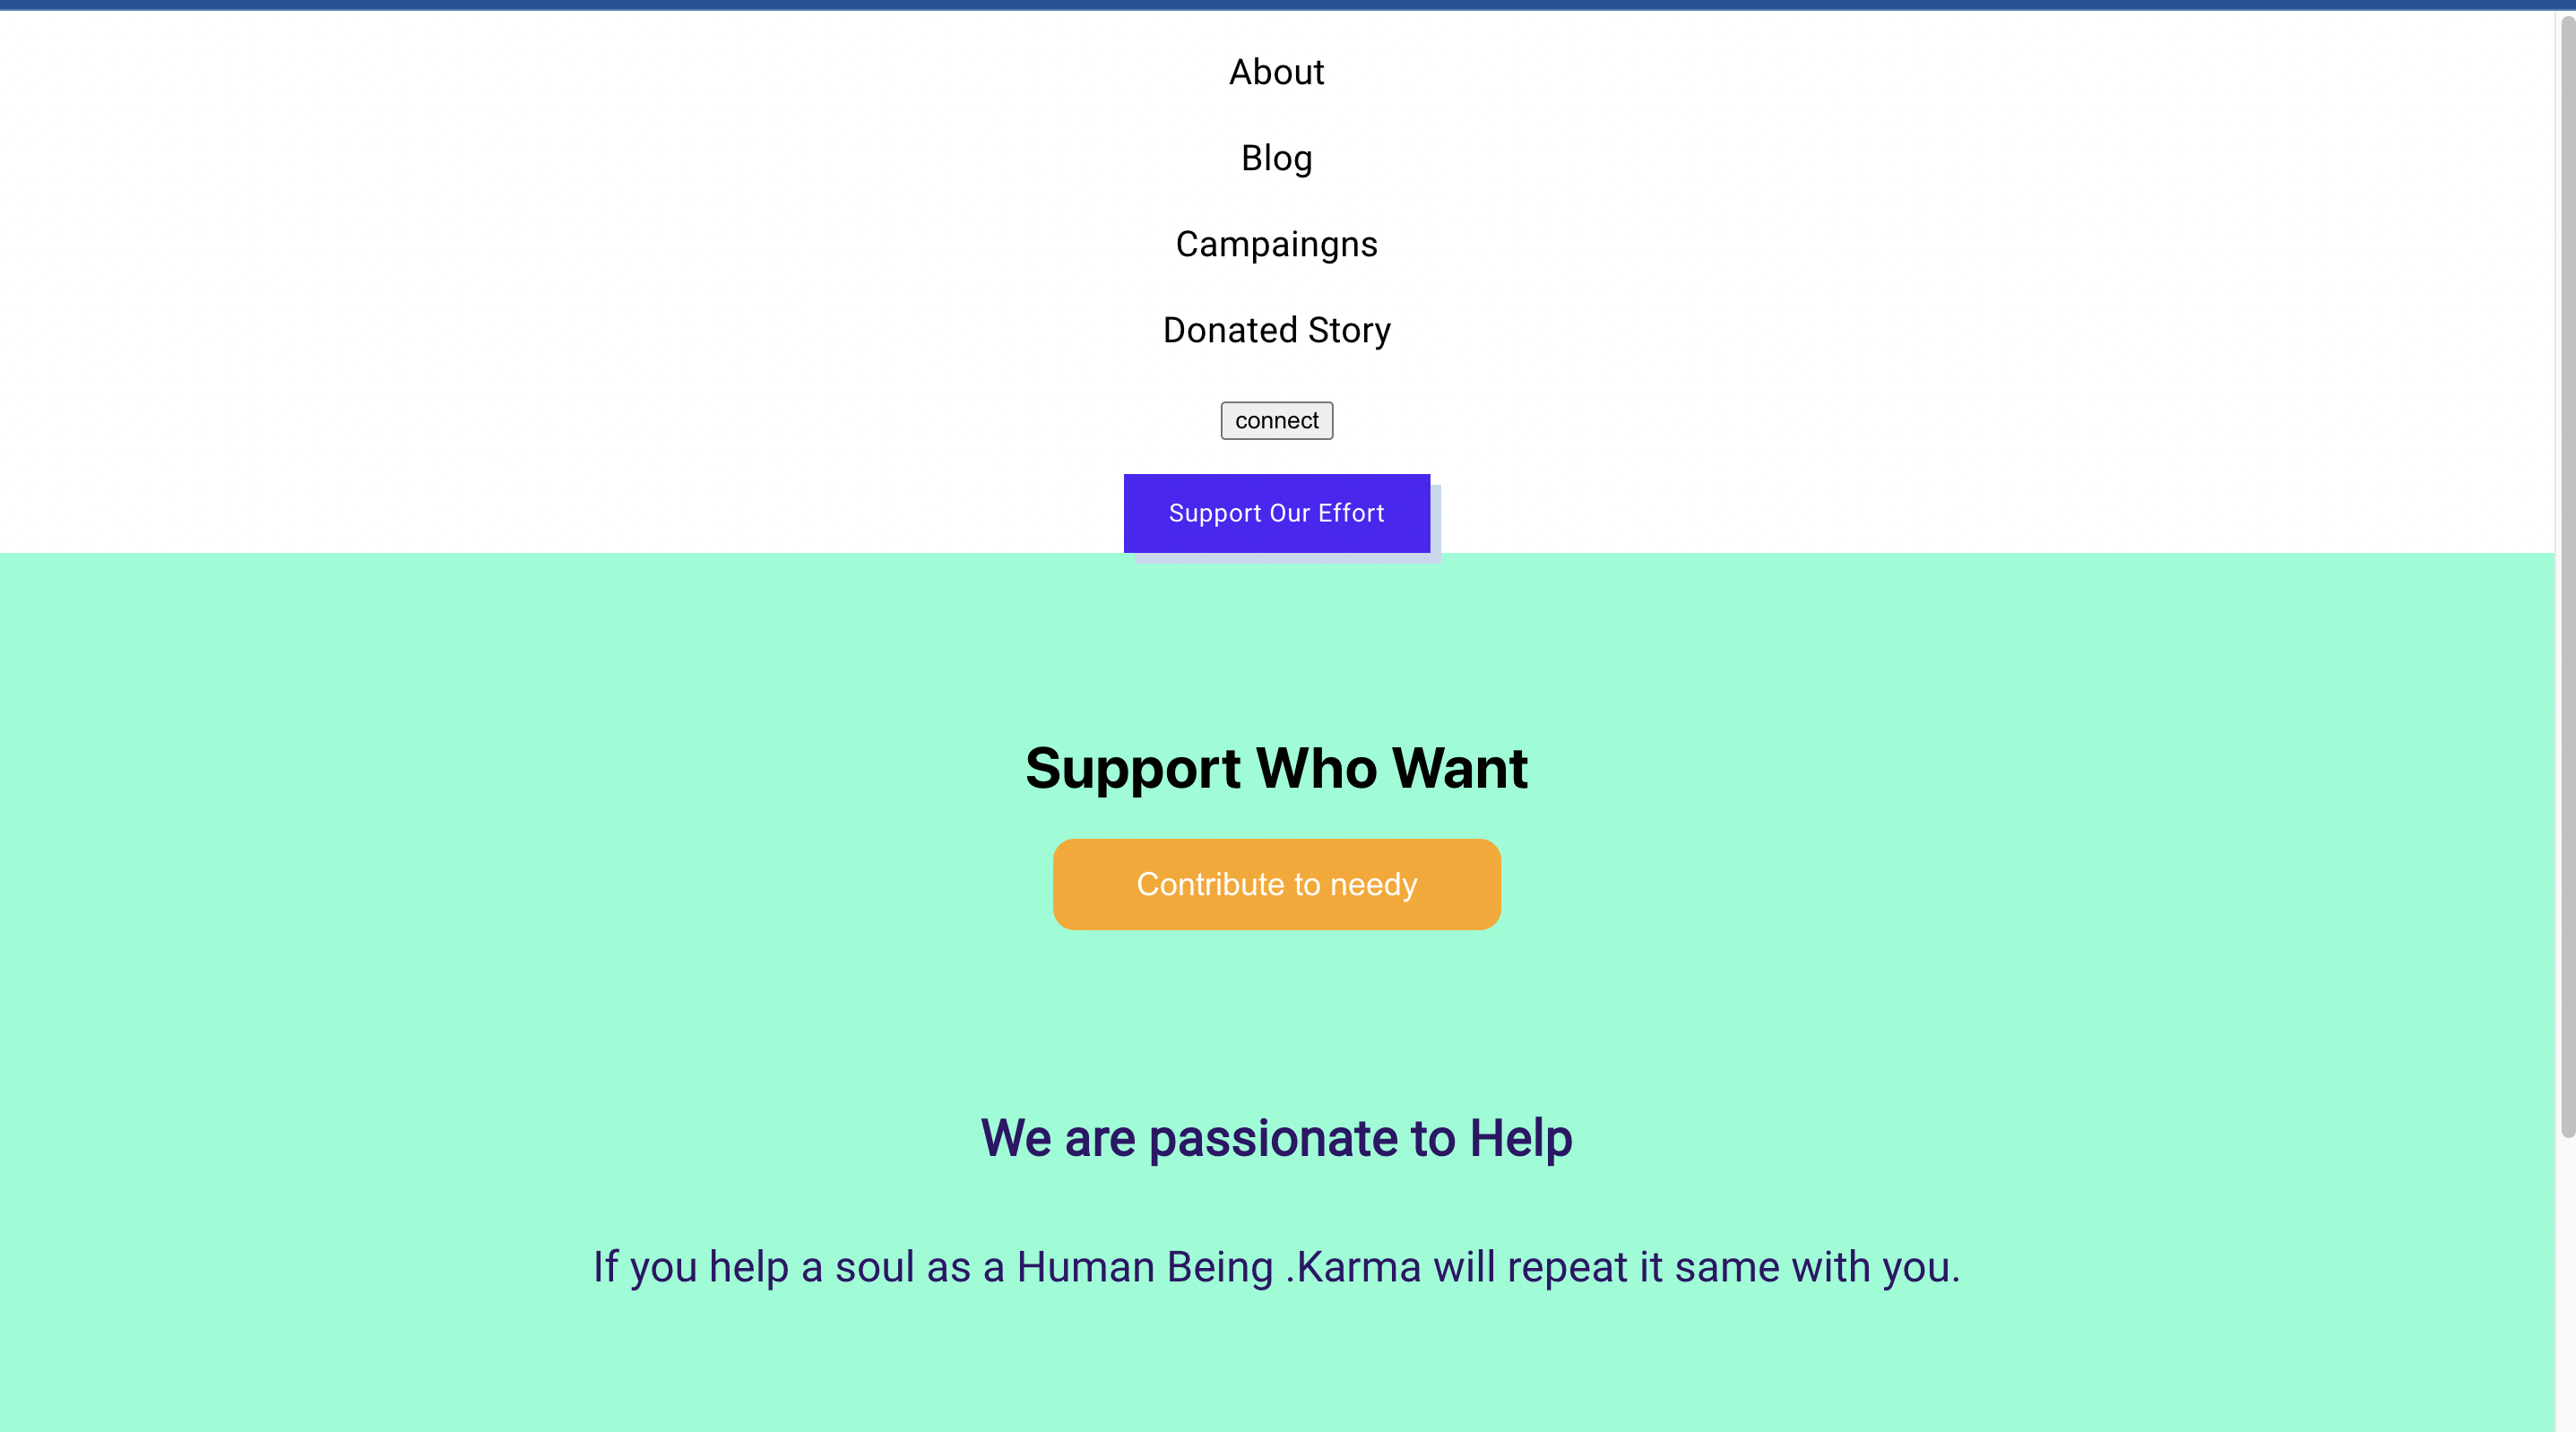 About
Blog
Campaingns
Donated Story
connect
Support Our Effort
Support Who Want
Contribute to needy
We are passionate to Help
If you help a soul as a Human Being .Karma will repeat it same with you.